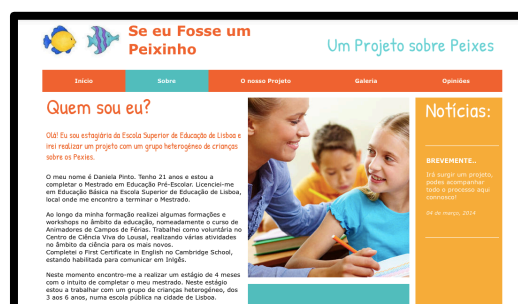 Se eu Fosse um
Peixinho
Um Projeto sobre Peixes
Início
Sobre
O nosso Projeto
Galeria
Opiniões
Quem sou eu?
Olá! Eu sou estagiária da Escola Superior de Educação de Lisboa e
irei realizar um projeto com um grupo heterogéneo de crianças
sobre os Pexies.
O meu nome é Daniela Pinto. Tenho 21 anos e estou a
completar o Mestrado em Educação Pré-Escolar. Licenciei-me
em Educação Básica na Escola Superior de Educação de Lisboa,
local onde me encontro a terminar o Mestrado.
Ao longo da minha formação realizei algumas formações e
workshops no âmbito da educação, nomeadamente o curso de
Animadores de Campos de Férias. Trabalhei como voluntária no
Centro de Ciência Viva do Lousal, realizando várias atividades
no âmbito da ciência para os mais novos.
Completei o First Certificate in English no Cambridge School,
estando habilitada para comunicar em Inlgês.
Neste momento encontro-me a realizar um estágio de 4 meses
com o intuito de completar o meu mestrado. Neste estágio
estou a trabalhar com um grupo de crianças heterogéneo, dos
3 aos 6 anos, numa escola pública na cidade de Lisboa.
Notícias:
BREVEMENTE..
Irá surgir um projeto,
podes acompanhar
todo o processo aqui
connosco!
04 de março, 2014